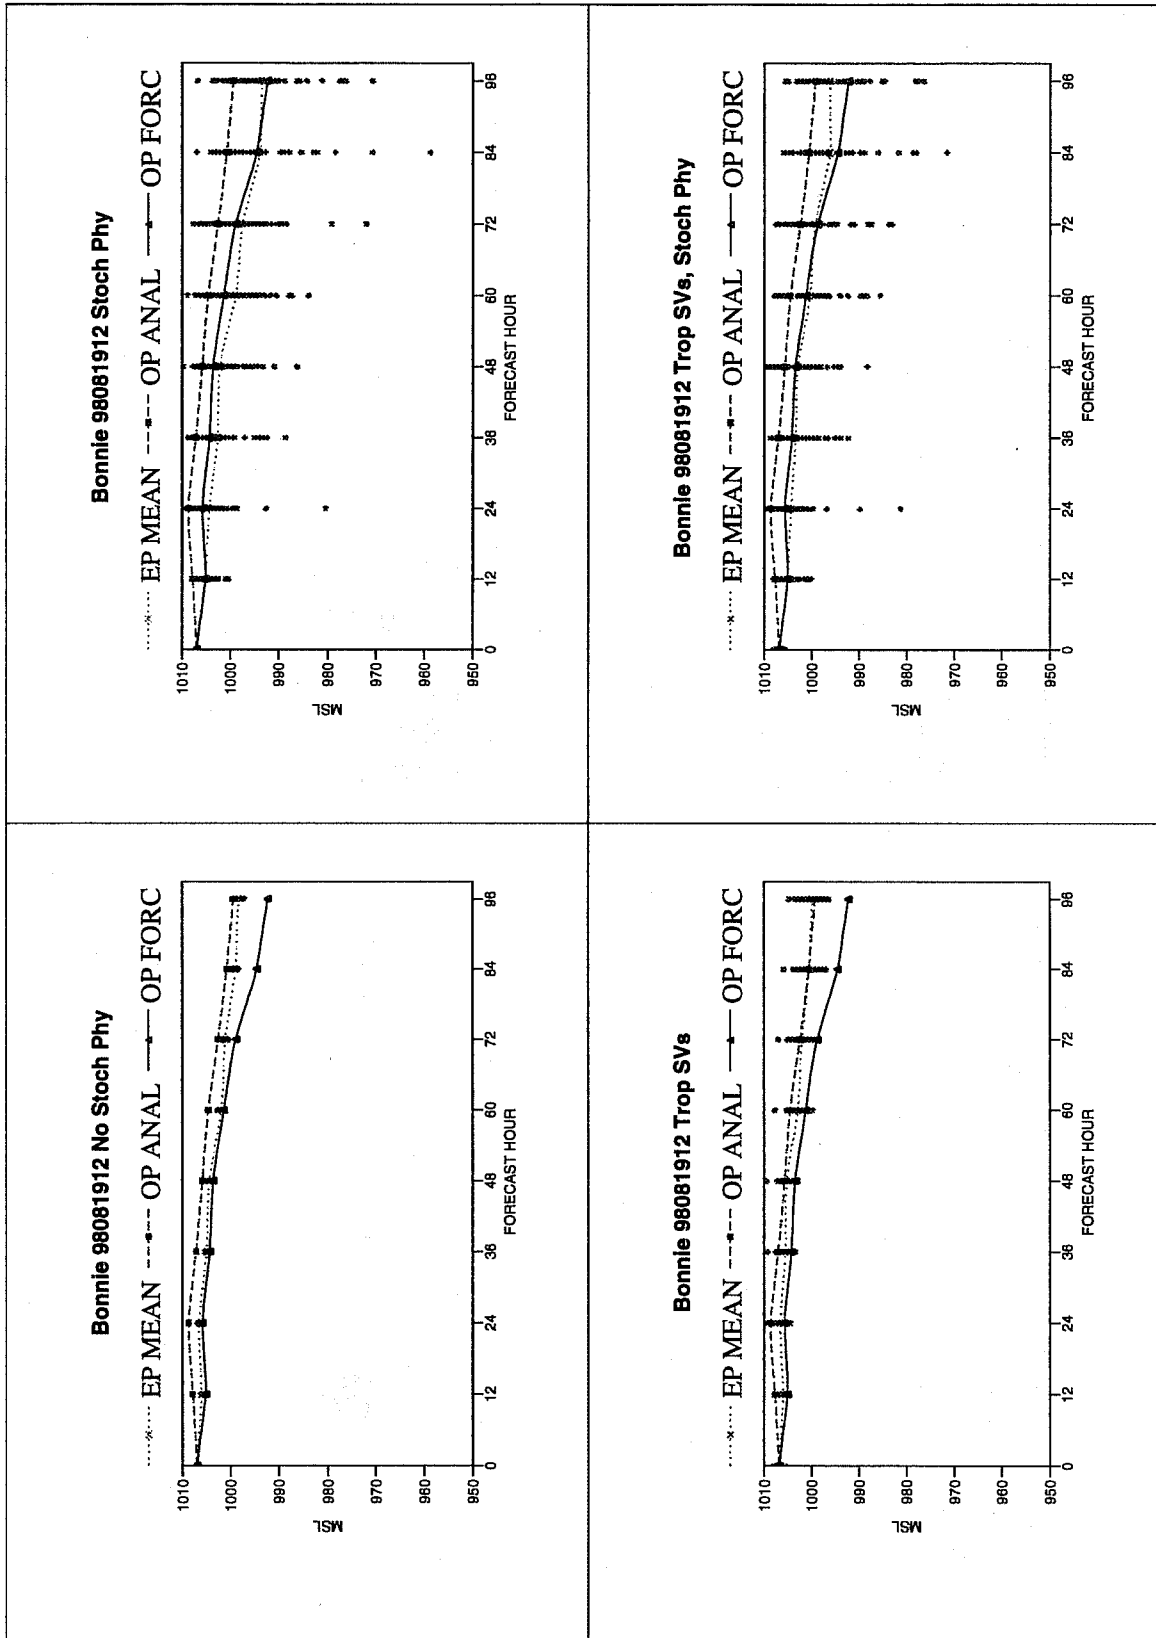 Bonnie 98081912 No Stoch Phy
EP MEAN OP ANAL OP FORC
1010
1000
990
980
970
960
950
MSL
0 12 24 36 48 60 72 84 96
FORECAST HOUR
Bonnie 98081912 Stoch Phy
EP MEAN OP ANAL OP FORC
1010
1000
990
980
970
960
950
MSL
0 12 24 36 48 60 72 84 96
FORECAST HOUR
Bonnie 98081912 Trop SVs
EP MEAN OP ANAL OP FORC
1010
1000
990
980
970
960
950
MSL
0 12 24 36 48 60 72 84 96
FORECAST HOUR
Bonnie 98081912 Trop SVs, Stoch Phy
EP MEAN OP ANAL OP FORC
1010
1000
990
980
970
960
950
MSL
0 12 24 36 48 60 72 84 96
FORECAST HOUR